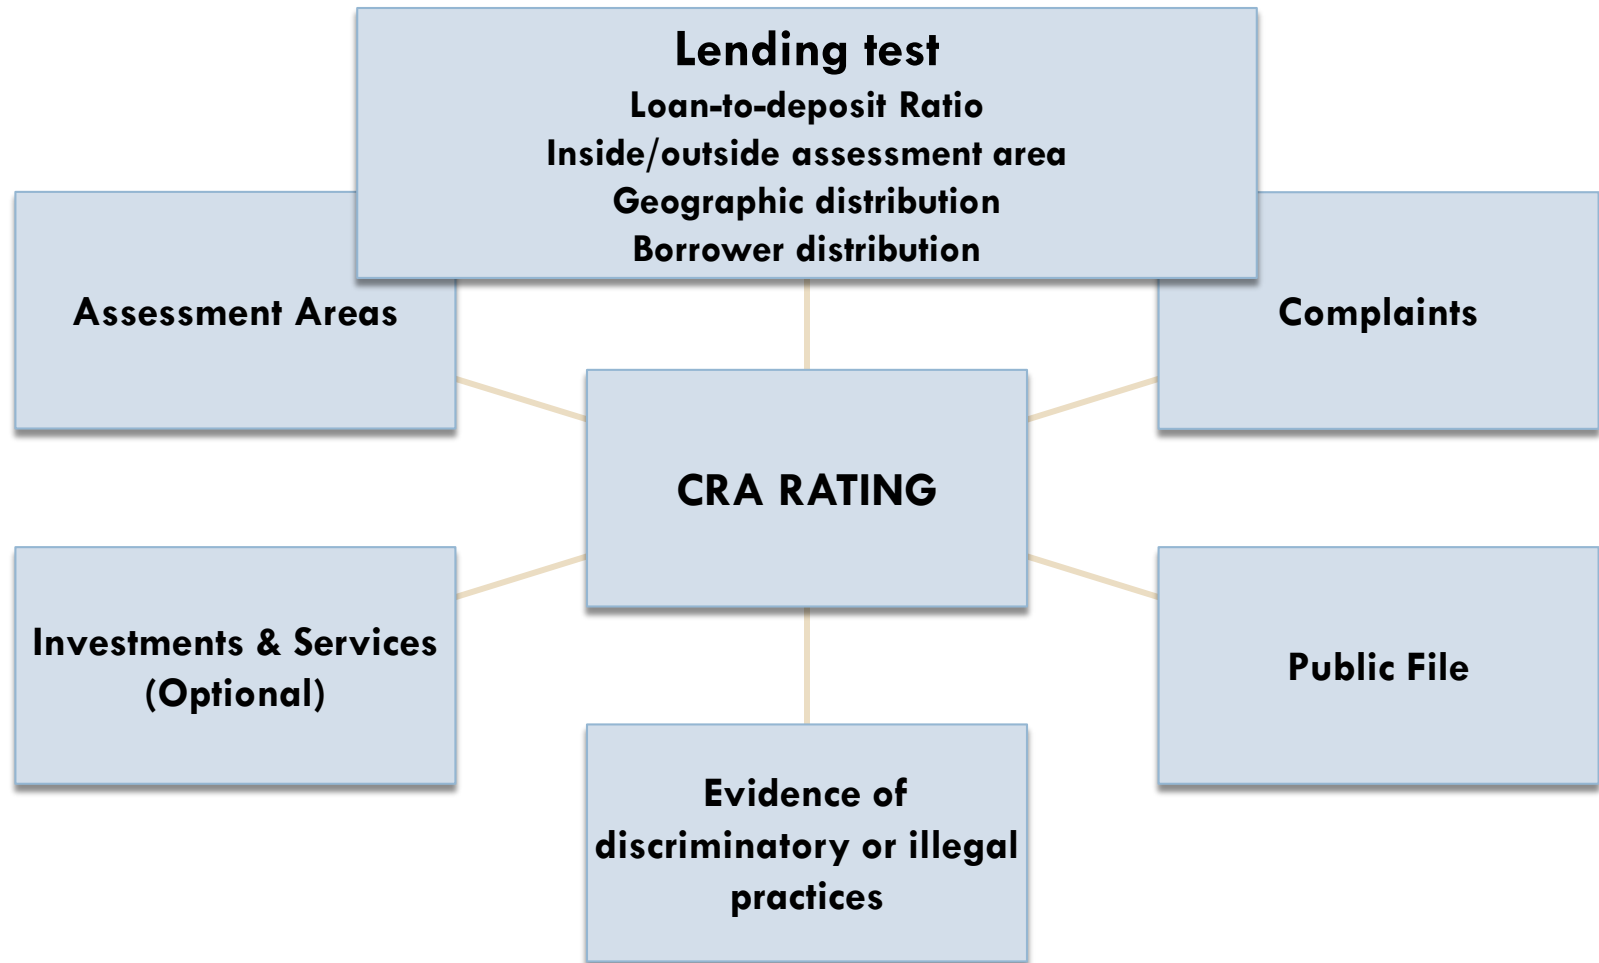 Lending test
Loan-to-deposit Ratio
Inside/outside assessment area
Geographic distribution
Borrower distribution
Assessment Areas
Complaints
CRA RATING
Investments & Services
(Optional)
Public File
Evidence of
discriminatory or illegal
practices